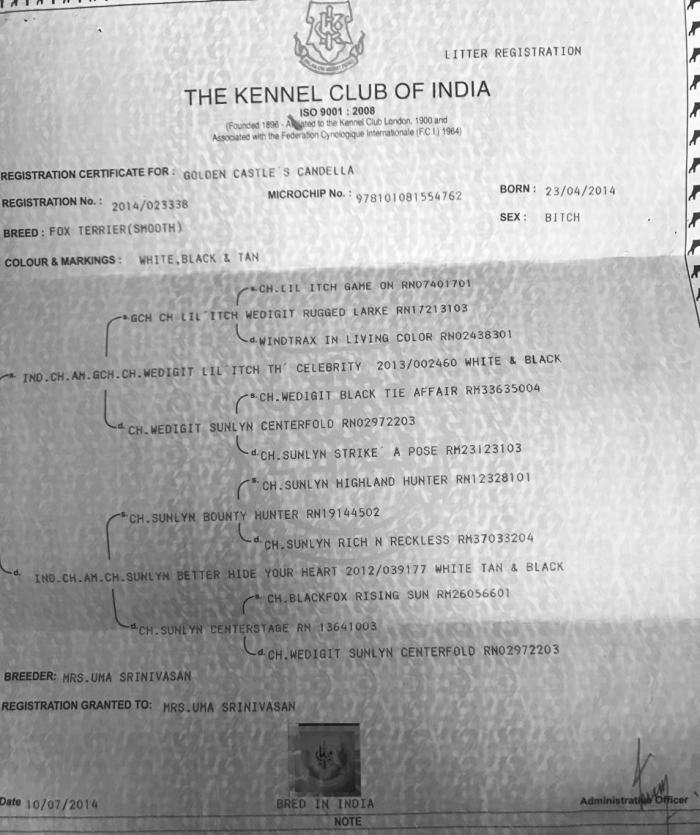 LITTER REGISTRATION
THE KENNEL CLUB OF INDIA
ISO 9001 : 2008
(Founded 1896 - Affiliated to the Kennel Club London, 1900 and
Associated with the Federation Cynologique Internationale (F.C.I.) 1964)
REGISTRATION CERTIFICATE FOR : GOLDEN CASTLE`S CANDELLA
REGISTRATION No. : 2014/023338 MICROCHIP No. : 978101081554762 BORN : 23/04/2014
BREED : FOX TERRIER(SMOOTH) SEX : BITCH
COLOUR & MARKINGS : WHITE,BLACK & TAN
s. CH.LIL ITCH GAME ON RN07401701
s. GCH CH LIL`ITCH WEDIGIT RUGGED LARKE RN17213103
d. WINDTRAX IN LIVING COLOR RN02438301
s. IND.CH.AM.GCH.CH.WEDIGIT LIL`ITCH TH` CELEBRITY 2013/002460 WHITE & BLACK
s. CH.WEDIGIT BLACK TIE AFFAIR RM33635004
d. CH.WEDIGIT SUNLYN CENTERFOLD RN02972203
d. CH.SUNLYN STRIKE` A POSE RM23123103
s. CH.SUNLYN HIGHLAND HUNTER RN12328101
s. CH.SUNLYN BOUNTY HUNTER RN19144502
d. CH.SUNLYN RICH N RECKLESS RM37033204
d. IND.CH.AM.CH.SUNLYN BETTER HIDE YOUR HEART 2012/039177 WHITE TAN & BLACK
s. CH.BLACKFOX RISING SUN RM26056601
d. CH.SUNLYN CENTERSTAGE RN 13641003
d. CH.WEDIGIT SUNLYN CENTERFOLD RN02972203
BREEDER: MRS.UMA SRINIVASAN
REGISTRATION GRANTED TO: MRS.UMA SRINIVASAN
Date 10/07/2014 BRED IN INDIA Administrative Officer
NOTE